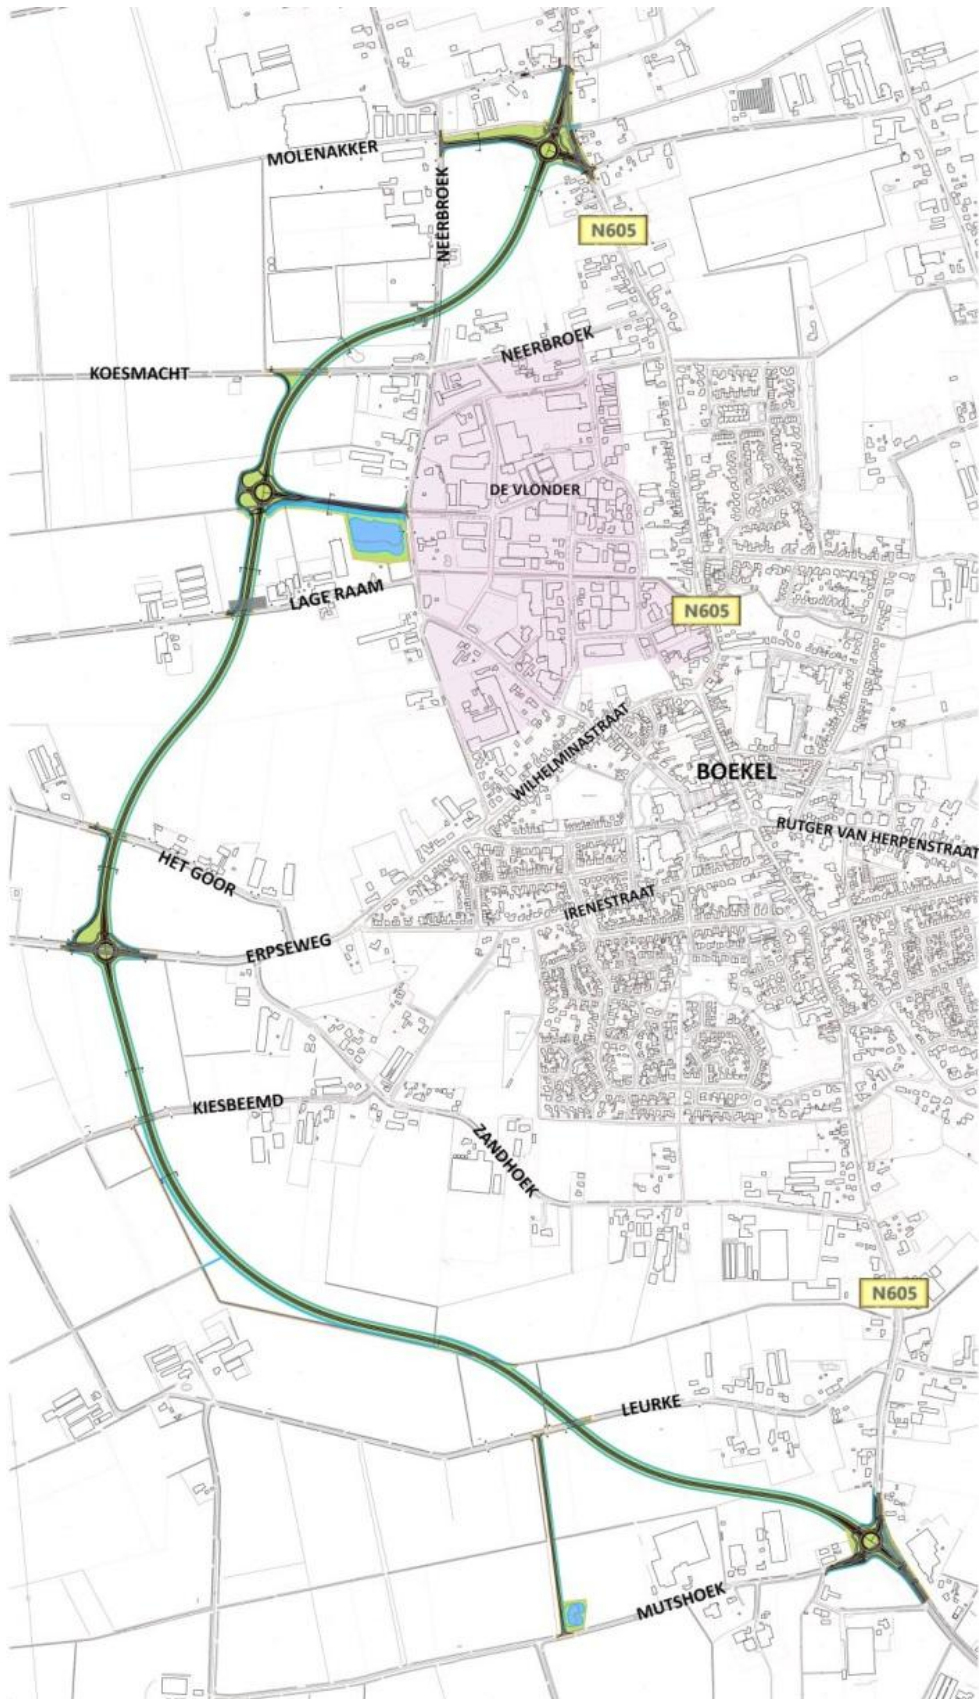 MOLENAKKER
NEERBROEK
N605
NEERBROEK
KOESMACHT
DE VLONDER
LAGE RAAM
N605
WILHELMINASTRAAT
BOEKEL
RUTGER VAN HERPENSTRAAT
HET GOOR
IRENESTRAAT
ERPSEWEG
KIESBEEMD
ZANDHOEK
N605
LEURKE
MUTSHOEK